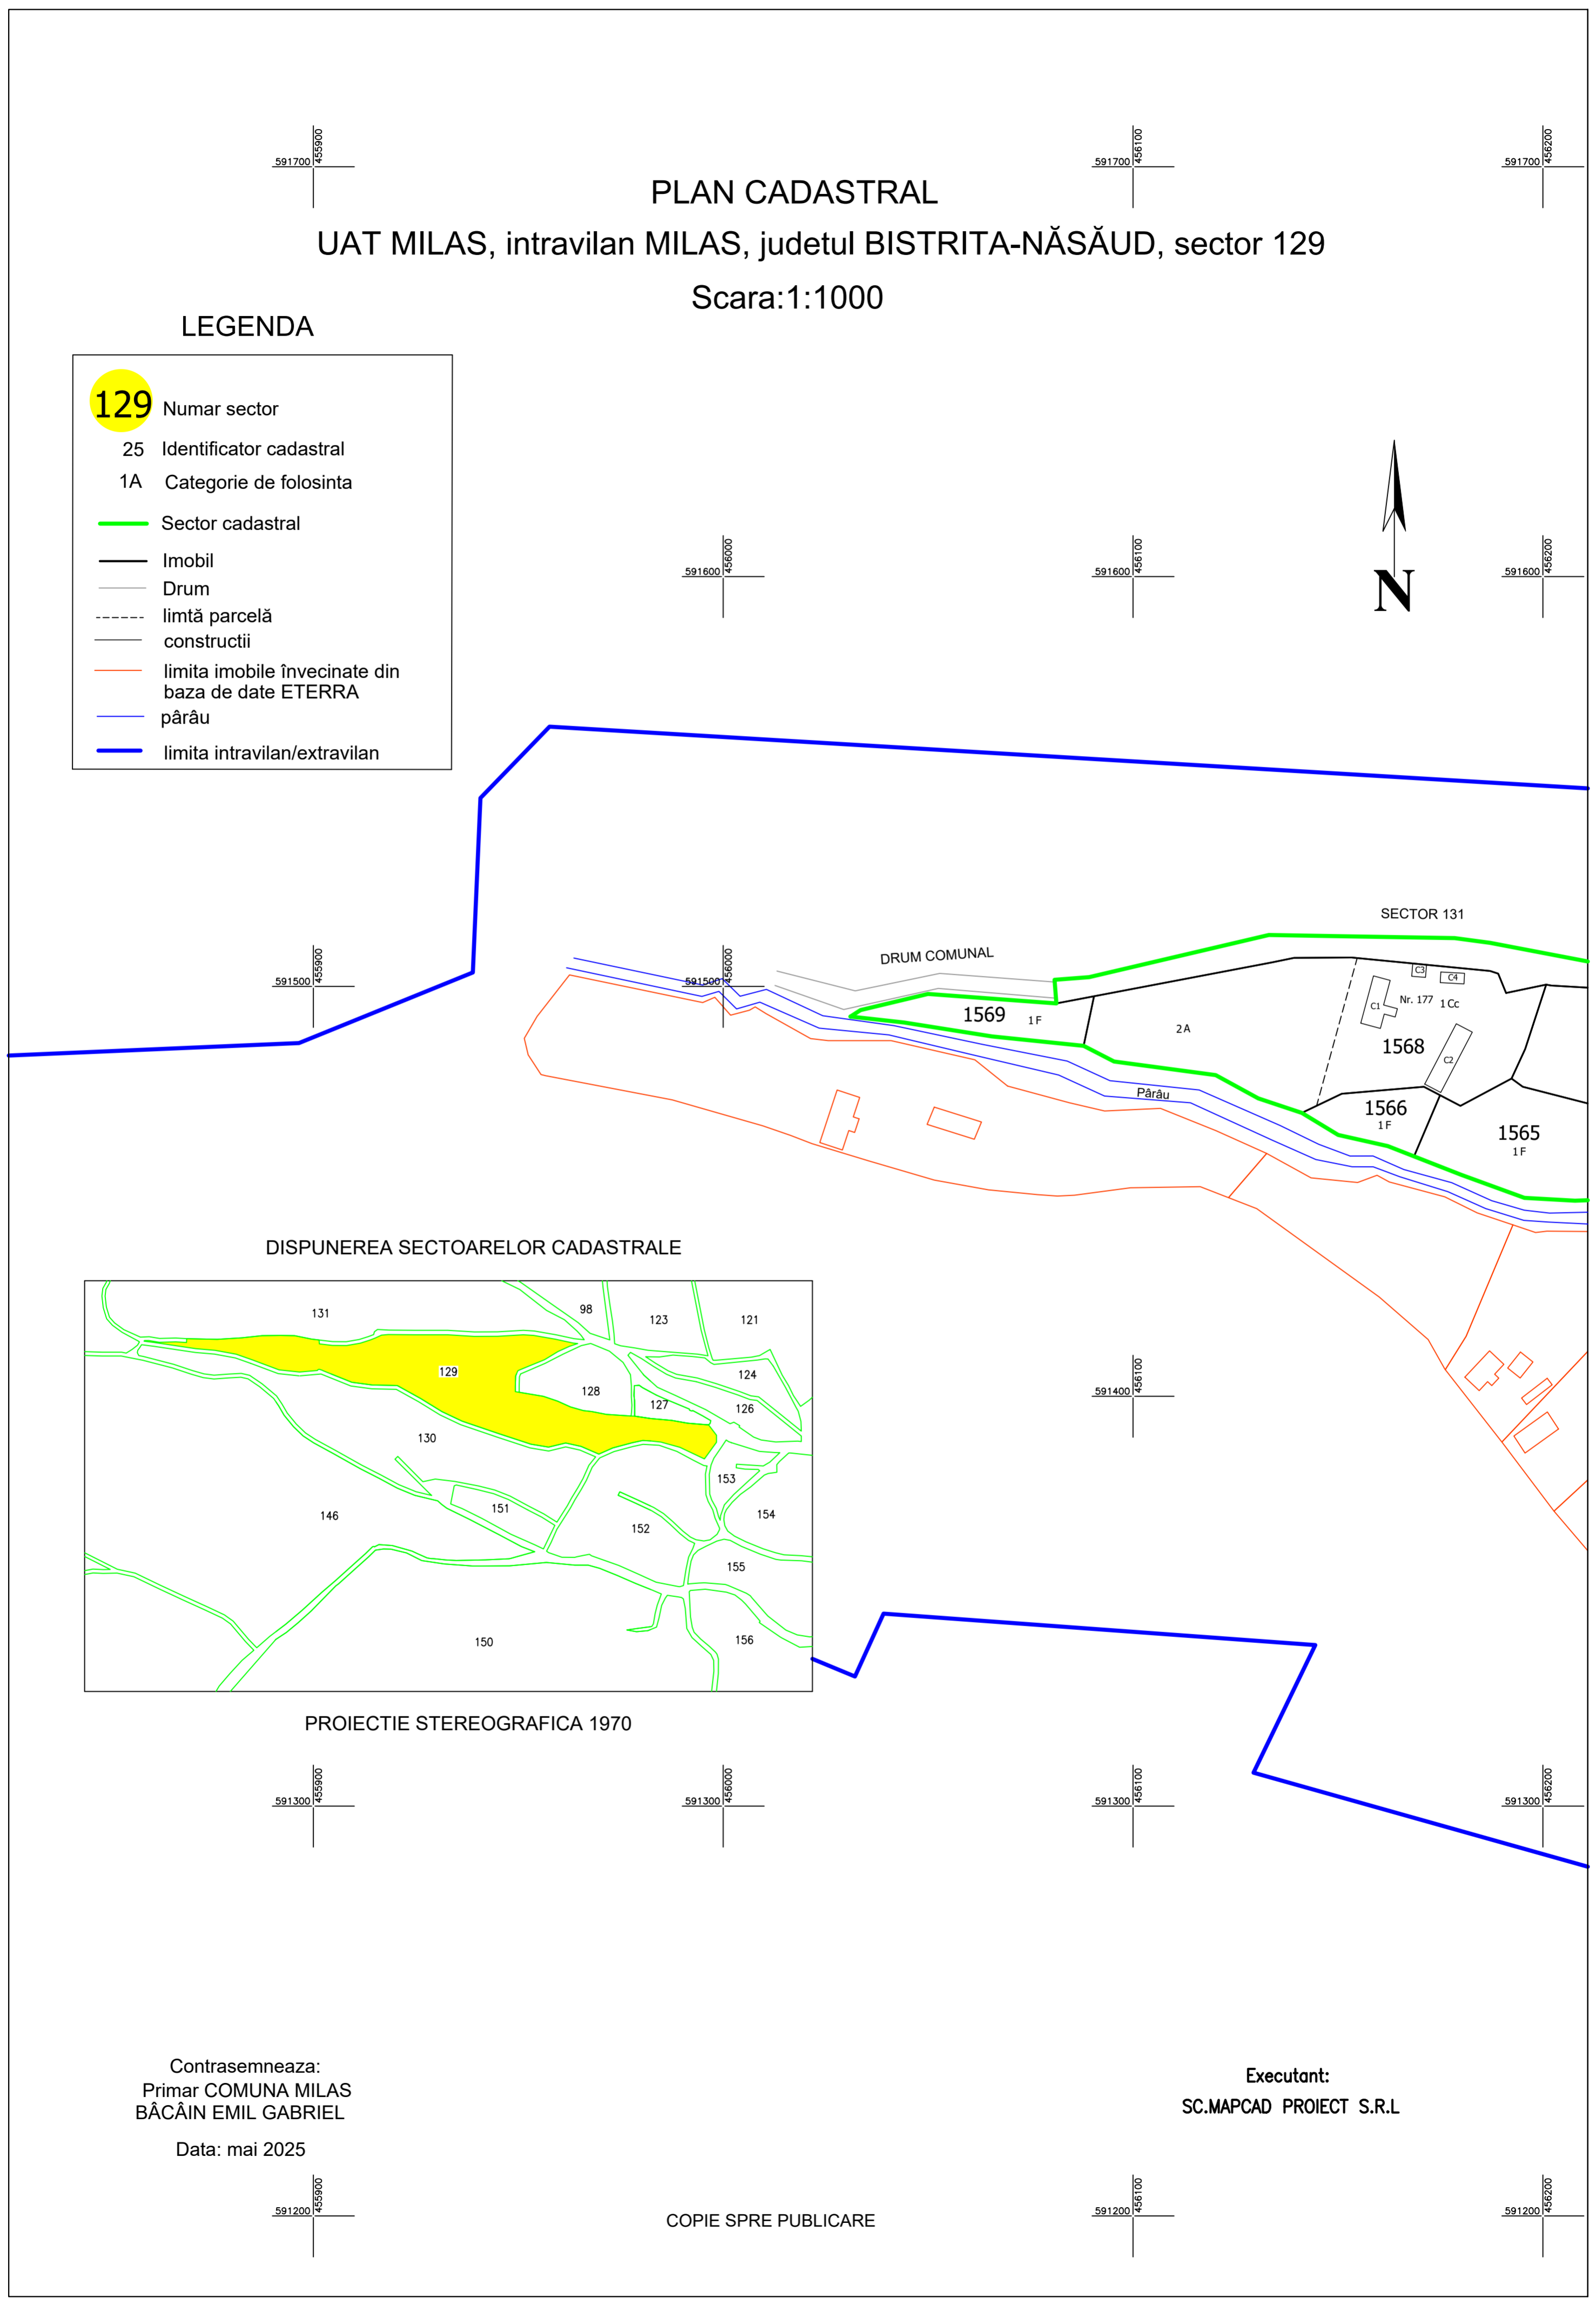 591700 455900
591700 456100
591700 456200
PLAN CADASTRAL
UAT MILAS, intravilan MILAS, judetul BISTRITA-NĂSĂUD, sector 129
Scara:1:1000
LEGENDA
129 Numar sector
25 Identificator cadastral
1A Categorie de folosinta
Sector cadastral
Imobil
Drum
limtă parcelă
constructii
limita imobile învecinate din
baza de date ETERRA
pârâu
limita intravilan/extravilan
591600 456000
591600 456100
591600 456200
N
SECTOR 131
DRUM COMUNAL
591500 455900
591500 456000
C3
C4
C1
Nr. 177 1Cc
1569 1F
2A
1568
C2
Pârâu
1566
1F
1565
1F
DISPUNEREA SECTOARELOR CADASTRALE
131
98
123
121
129
128
124
127
126
130
153
151
146
152
154
155
150
156
591400 456100
PROIECTIE STEREOGRAFICA 1970
591300 455900
591300 456000
591300 456100
591300 456200
Contrasemneaza:
Primar COMUNA MILAS
BÂCÂIN EMIL GABRIEL
Data: mai 2025
Executant:
SC.MAPCAD PROIECT S.R.L
591200 455900
COPIE SPRE PUBLICARE
591200 456100
591200 456200